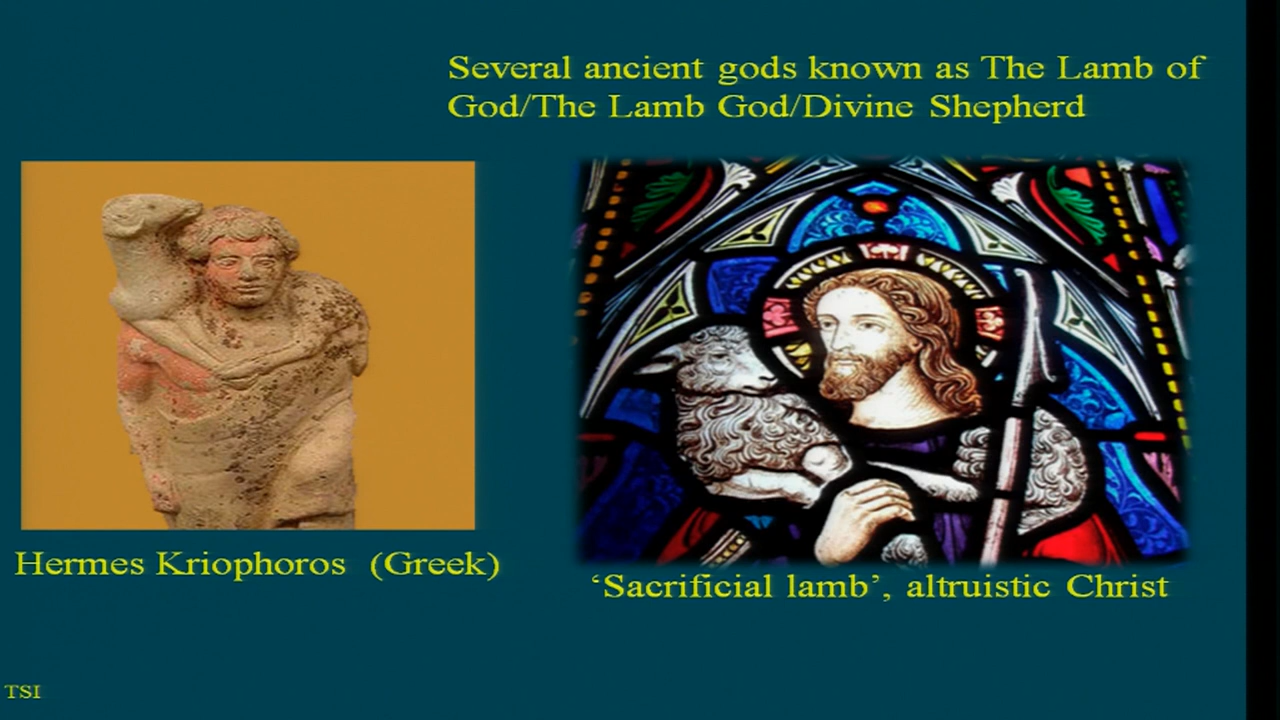 Several ancient gods known as The Lamb of
God/The Lamb God/Divine Shepherd
Hermes Kriophoros (Greek)
‘Sacrificial lamb’, altruistic Christ
TSI